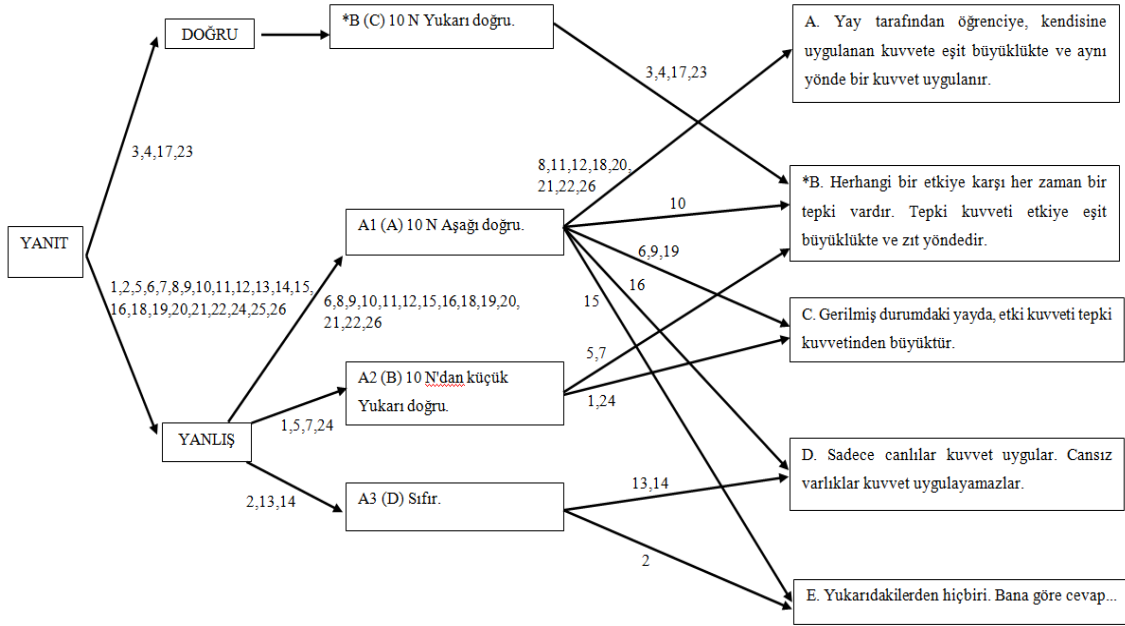 YANIT
DOĞRU
3,4,17,23
1,2,5,6,7,8,9,10,11,12,13,14,15,
16,18,19,20,21,22,24,25,26
YANLIŞ
*B (C) 10 N Yukarı doğru.
A1 (A) 10 N Aşağı doğru.
6,8,9,10,11,12,15,16,18,19,20,
21,22,26
A2 (B) 10 N'dan küçük
Yukarı doğru.
1,5,7,24
A3 (D) Sıfır.
2,13,14
3,4,17,23
8,11,12,18,20,
21,22,26
10
6,9,19
16
15
5,7
1,24
13,14
2
A. Yay tarafından öğrenciye, kendisine
uygulanan kuvvete eşit büyüklükte ve aynı
yönde bir kuvvet uygulanır.
*B. Herhangi bir etkiye karşı her zaman bir
tepki vardır. Tepki kuvveti etkiye eşit
büyüklükte ve zıt yöndedir.
C. Gerilmiş durumdaki yayda, etki kuvveti tepki
kuvvetinden büyüktür.
D. Sadece canlılar kuvvet uygular. Cansız
varlıklar kuvvet uygulayamazlar.
E. Yukarıdakilerden hiçbiri. Bana göre cevap...